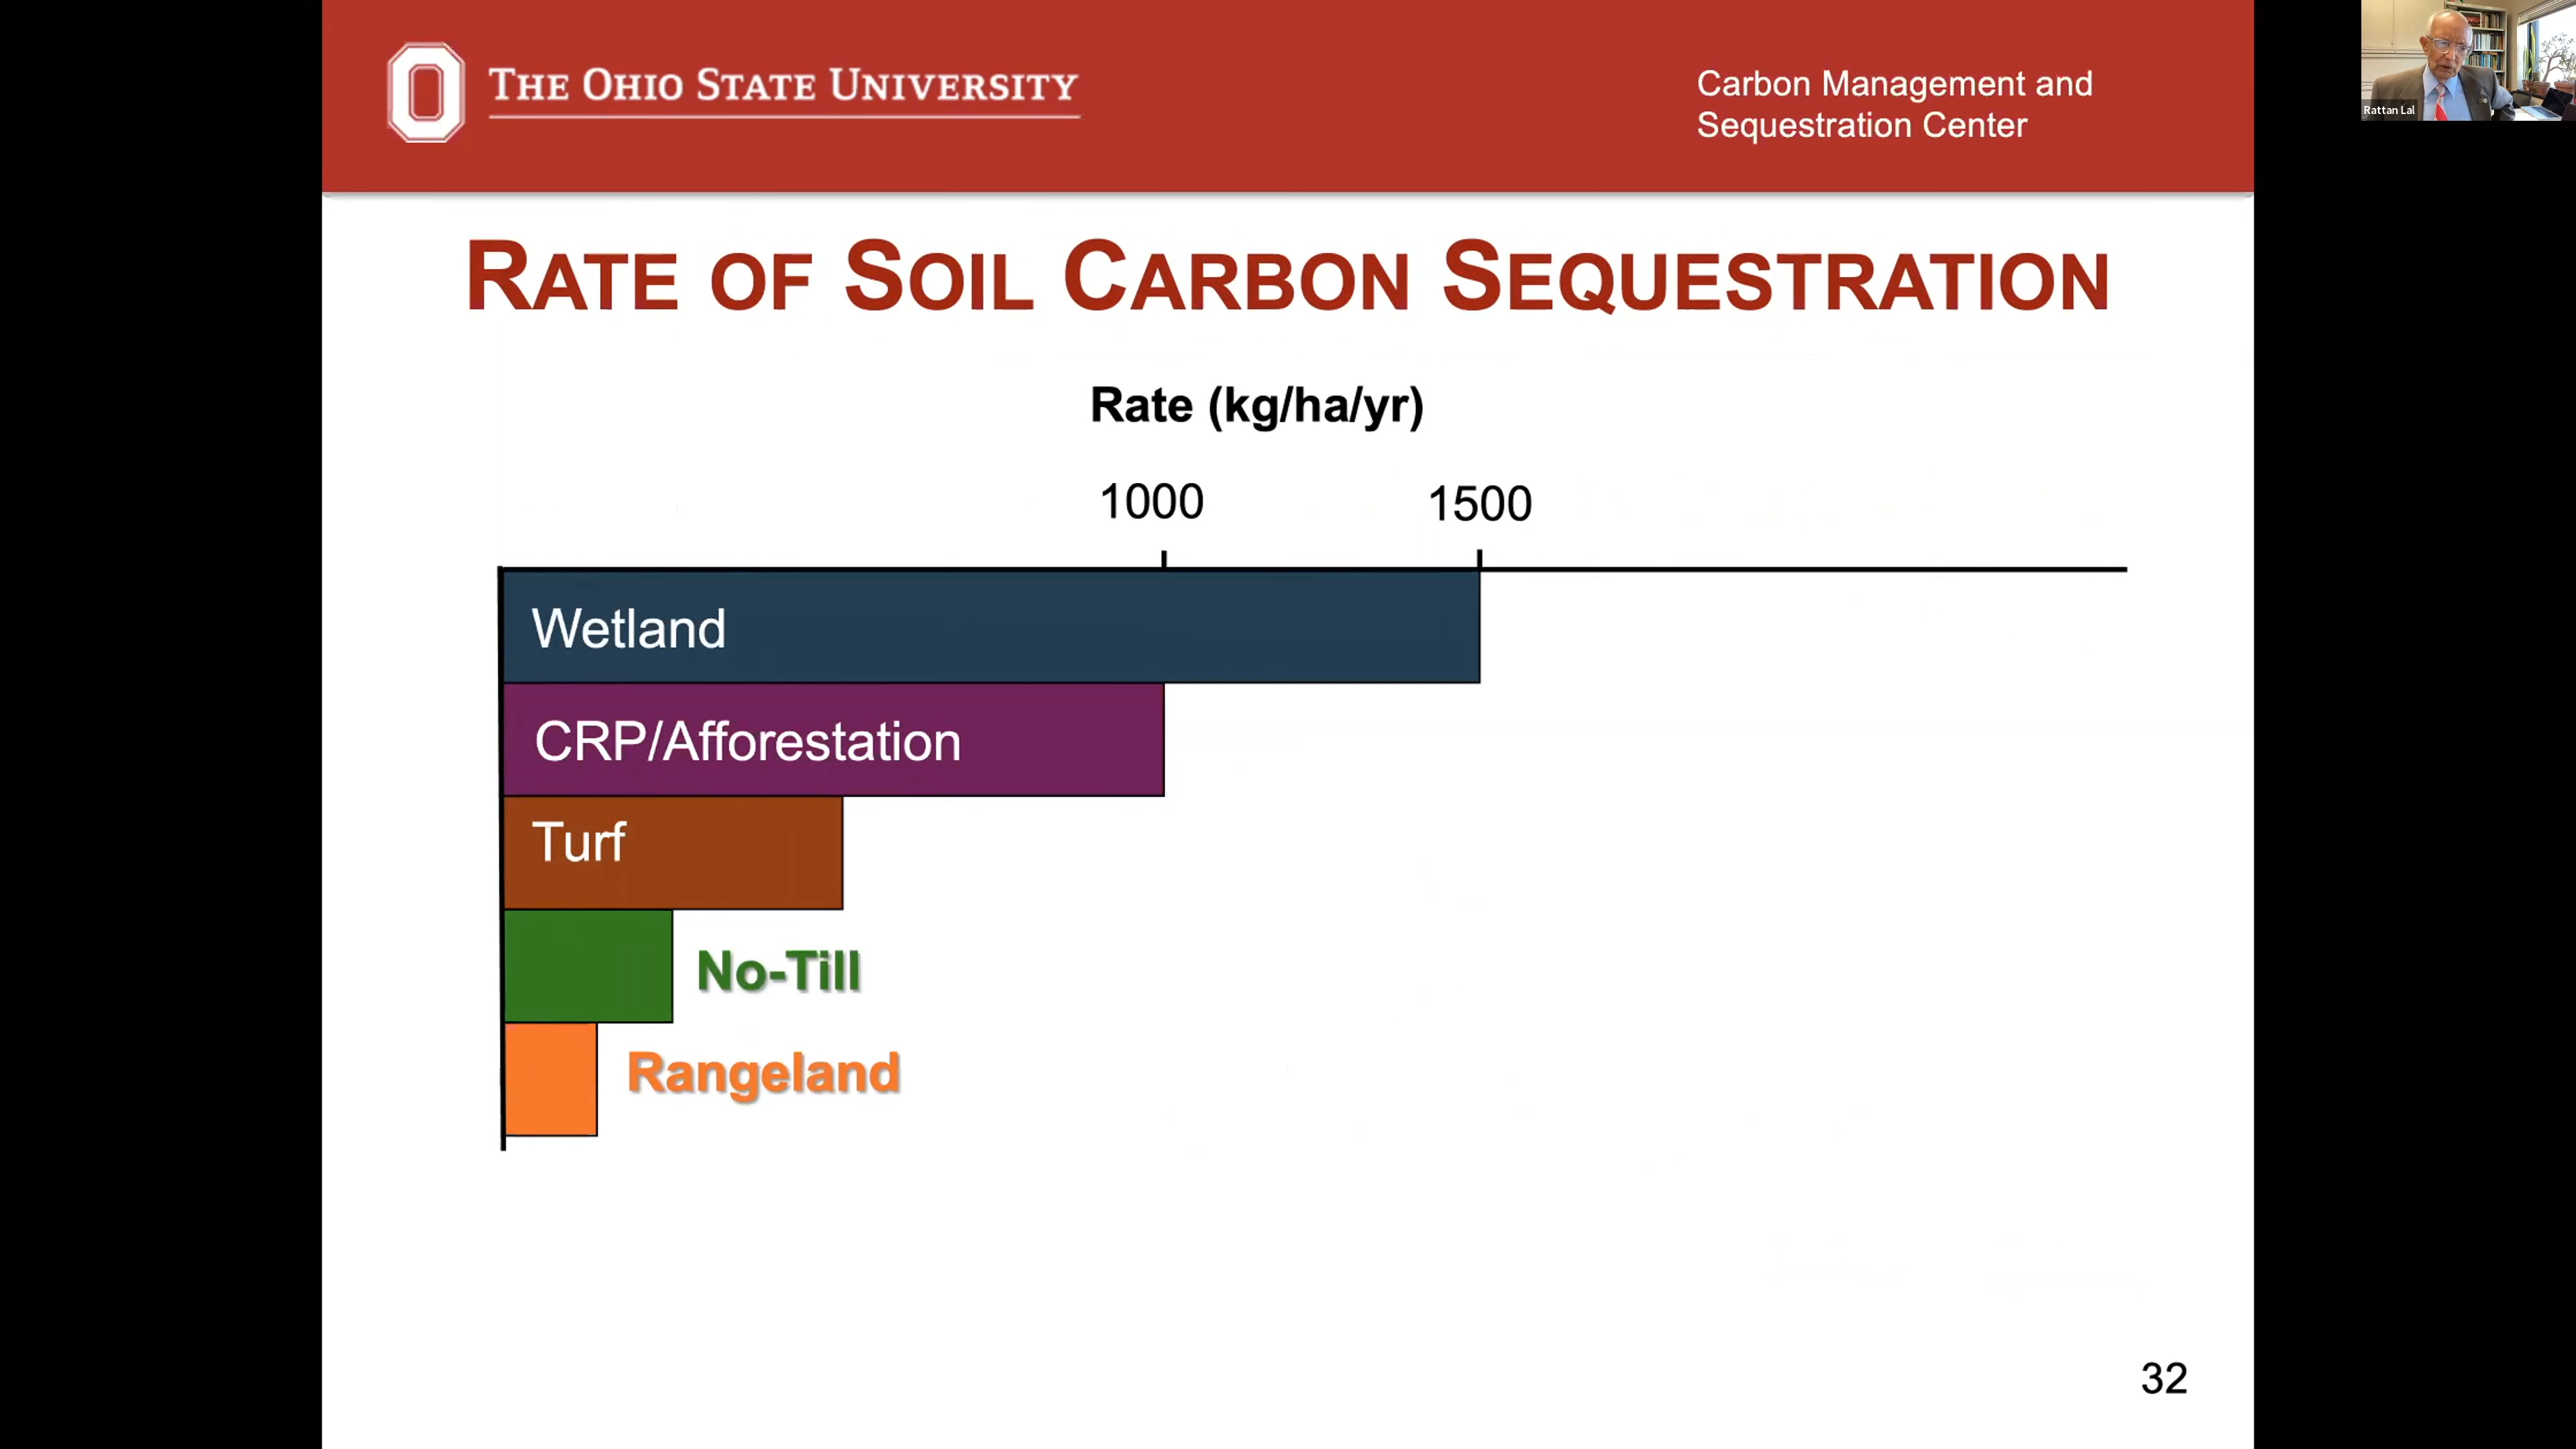 THE OHIO STATE UNIVERSITY
Carbon Management and
Sequestration Center
Rattan Lal
RATE OF SOIL CARBON SEQUESTRATION
Rate (kg/ha/yr)
1000 1500
Wetland
CRP/Afforestation
Turf
No-Till
Rangeland
32